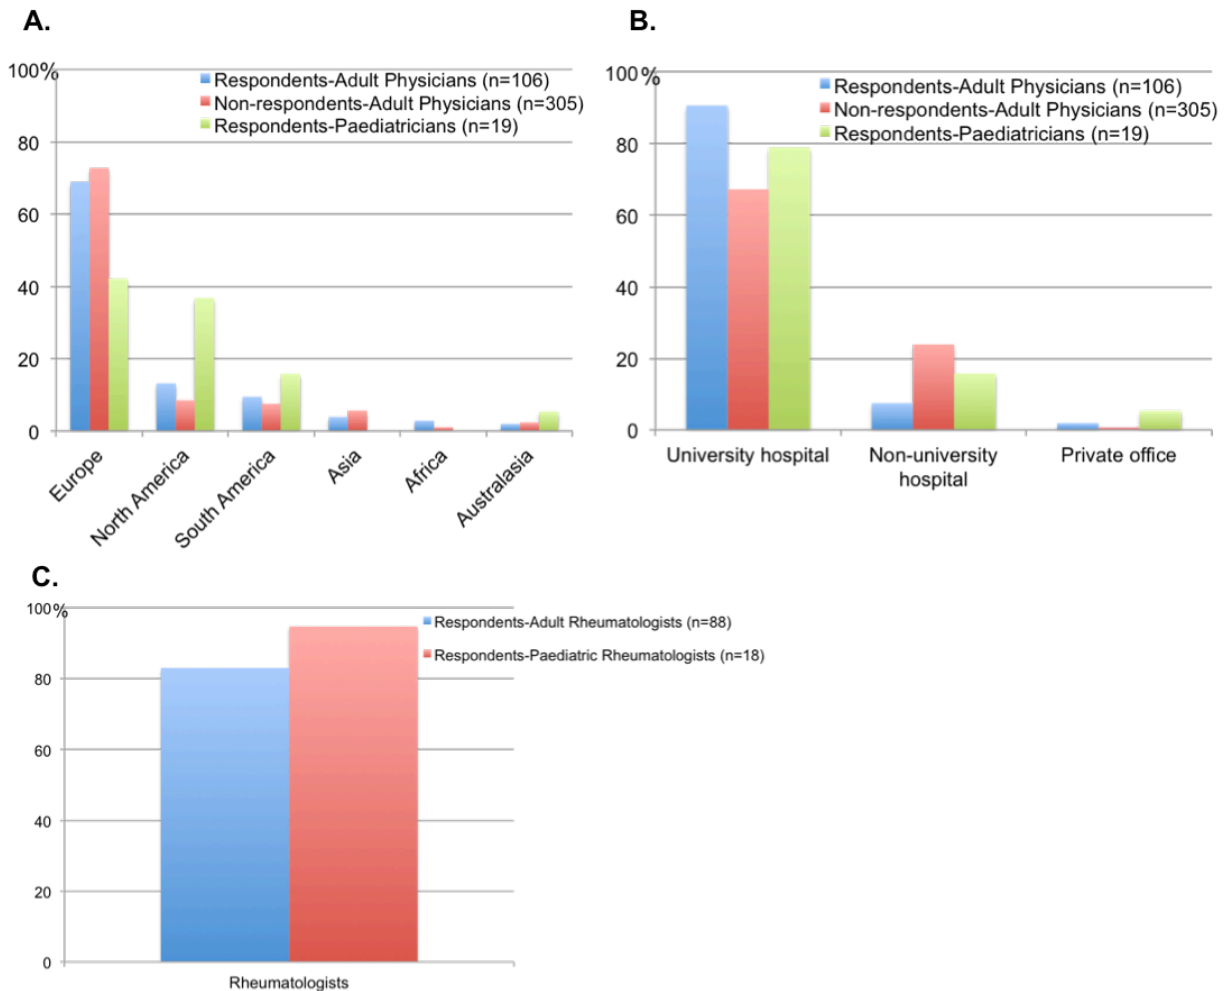 A.
100%
80
60
40
20
0
Respondents-Adult Physicians (n=106)
Non-respondents-Adult Physicians (n=305)
Respondents-Paediatricians (n=19)
Europe
North America
South America
Asia
Africa
Australasia
B.
100%
80
60
40
20
0
Respondents-Adult Physicians (n=106)
Non-respondents-Adult Physicians (n=305)
Respondents-Paediatricians (n=19)
University hospital
Non-university
hospital
Private office
C.
100%
80
60
40
20
0
Respondents-Adult Rheumatologists (n=88)
Respondents-Paediatric Rheumatologists (n=18)
Rheumatologists